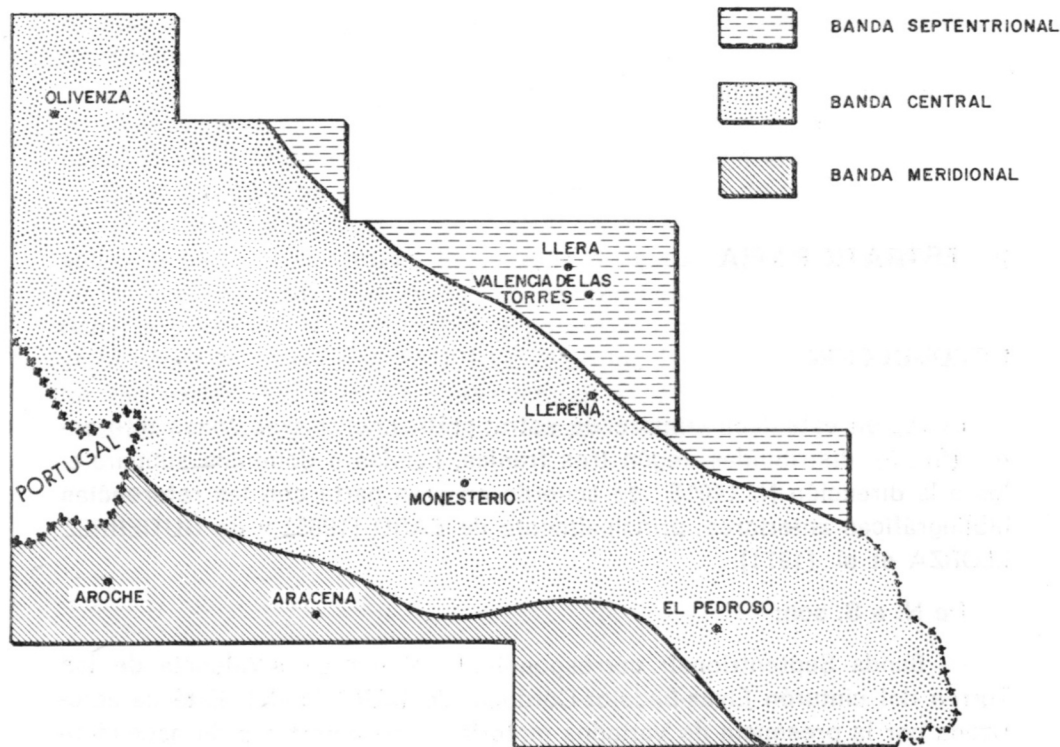 BANDA SEPTENTRIONAL
BANDA CENTRAL
BANDA MERIDIONAL
OLIVENZA
LLERA
VALENCIA DE LAS
TORRES
LLERENA
PORTUGAL
MONESTERIO
AROCHE
ARACENA
EL PEDROSO